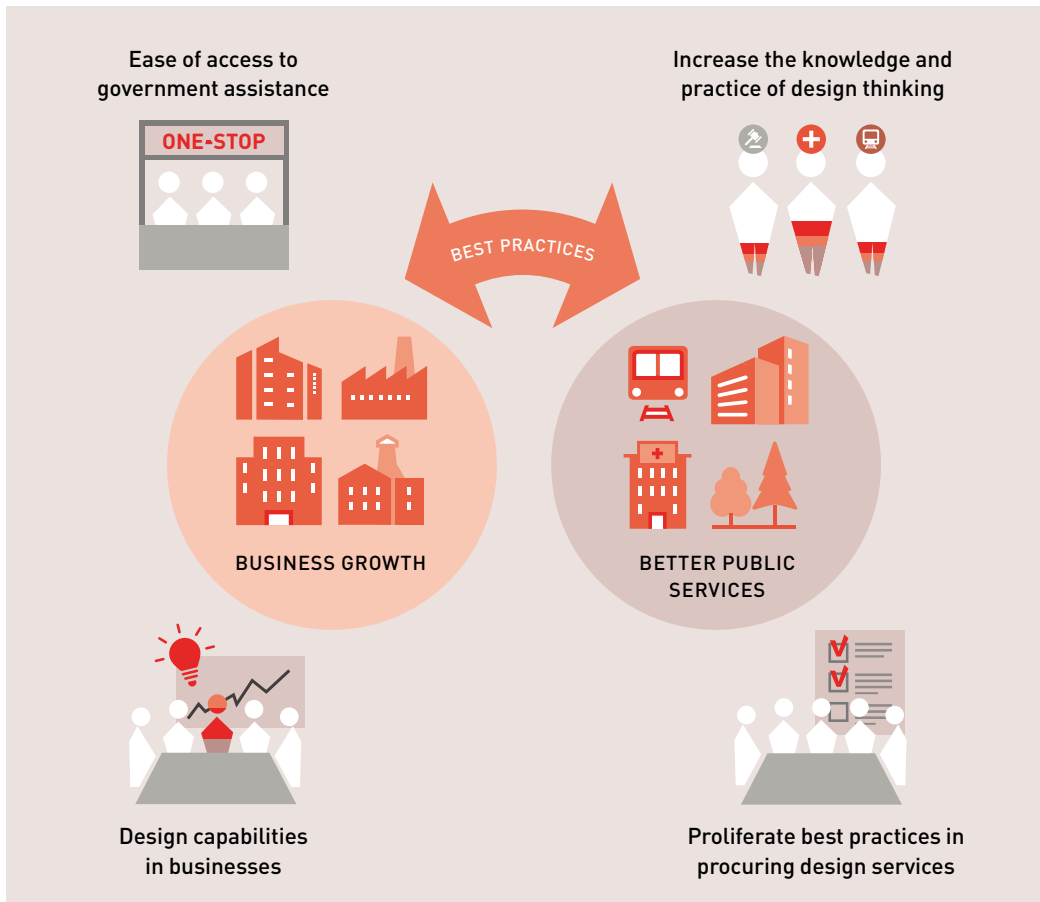 Ease of access to
government assistance
ONE-STOP
Increase the knowledge and
practice of design thinking
BEST PRACTICES
BUSINESS GROWTH
BETTER PUBLIC
SERVICES
Design capabilities
in businesses
Proliferate best practices in
procuring design services